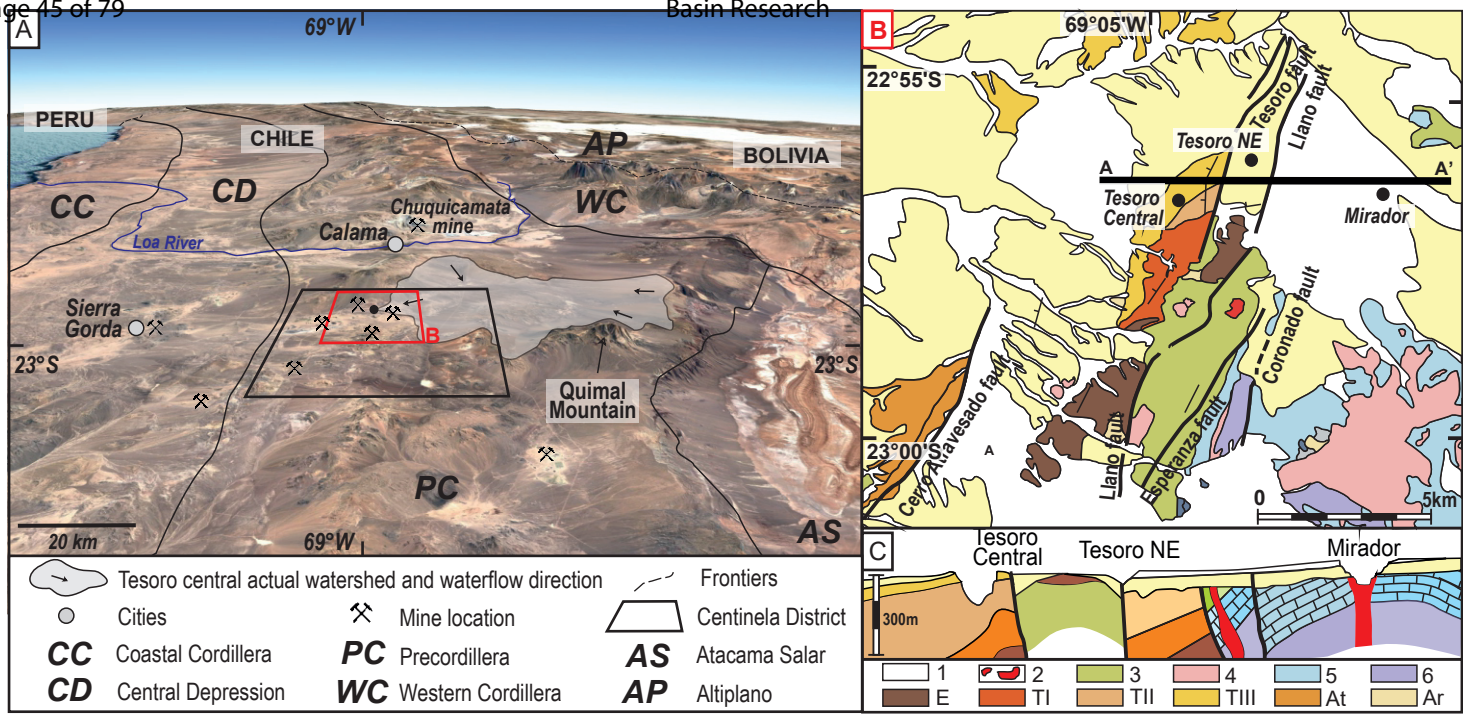 age 45 of 79
Basin Research
A
69°W
PERU
CHILE
AP
BOLIVIA
CC
CD
WC
Chuquicamata
mine
Calama
Loa River
Sierra
Gorda
B
23°S
23°S
Quimal
Mountain
PC
AS
20 km
69°W
Tesoro central actual watershed and waterflow direction
Frontiers
Cities
Mine location
Centinela District
CC Coastal Cordillera
PC Precordillera
AS Atacama Salar
CD Central Depression
WC Western Cordillera
AP Altiplano
B
69°05'W
22°55'S
Tesoro fault
Llano fault
Tesoro NE
A
A'
Tesoro
Central
Mirador
Coronado fault
Cerro Atravesado fault
A
23°00'S
Llano fault
Esperanza fault
0
5km
C
Tesoro
Central
Tesoro NE
Mirador
300m
1 2 3 4 5 6
E TI TII TIII At Ar